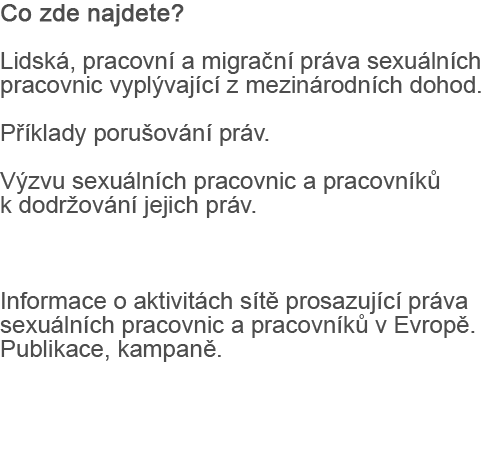 Co zde najdete?
Lidská, pracovní a migrační práva sexuálních
pracovnic vyplývající z mezinárodních dohod.
Příklady porušování práv.
Výzvu sexuálních pracovnic a pracovníků
k dodržování jejich práv.
Informace o aktivitách sítě prosazující práva
sexuálních pracovnic a pracovníků v Evropě.
Publikace, kampaně.